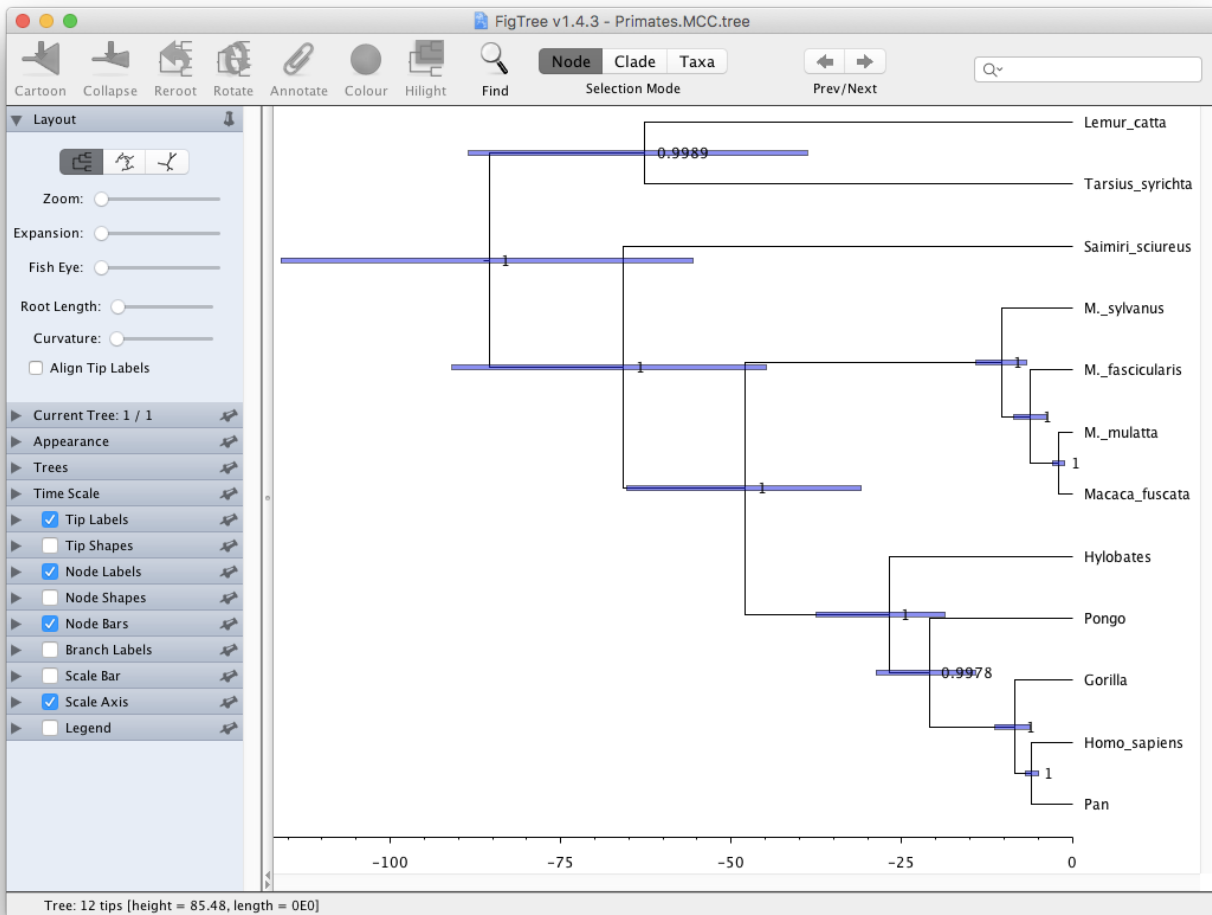 FigTree v1.4.3 - Primates.MCC.tree
Cartoon Collapse Reroot Rotate Annotate Colour Hilight Find
Node Clade Taxa
Selection Mode
Prev/Next
Layout
Zoom:
Expansion:
Fish Eye:
Root Length:
Curvature:
Align Tip Labels
Current Tree: 1 / 1
Appearance
Trees
Time Scale
Tip Labels
Tip Shapes
Node Labels
Node Shapes
Node Bars
Branch Labels
Scale Bar
Scale Axis
Legend
Lemur_catta
0.9989
Tarsius_syrichta
Saimiri_sciureus
1
M._sylvanus
1
1
M._fascicularis
1
M._mulatta
1
1
Macaca_fuscata
Hylobates
1
Pongo
0.9978
Gorilla
1
Homo_sapiens
1
Pan
-100 -75 -50 -25 0
Tree: 12 tips [height = 85.48, length = 0E0]